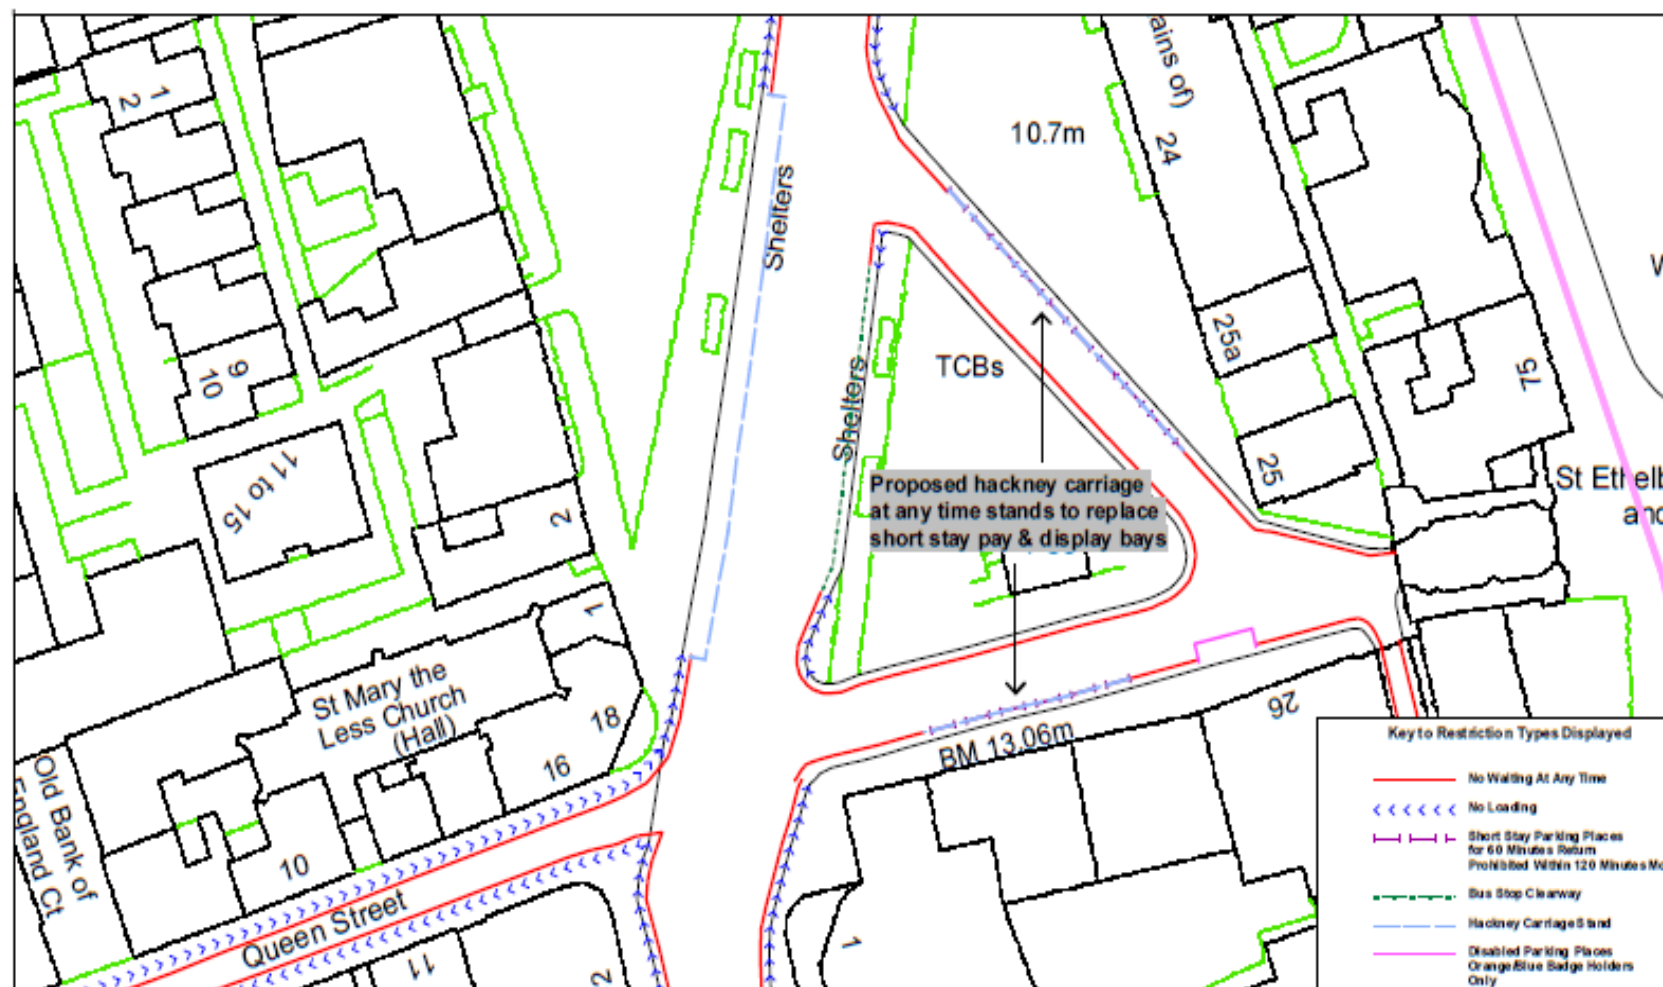 1
2
ains of)
24
10.7m
Shelters
9
10
25a
75
TCBs
Shelters
11 to 15
2
25
St Ethelb
and
Proposed hackney carriage
at any time stands to replace
short stay pay & display bays
1
St Mary the
Less Church
(Hall)
18
16
26
BM 13.06m
Old Bank of
England Ct
10
Queen Street
11
2
1
Key to Restriction Types Displayed
No Waiting At Any Time
No Loading
Short Stay Parking Places
for 60 Minutes Return
Prohibited Within 120 Minutes Mo
Bus Stop Clearway
Hackney Carriage Stand
Disabled Parking Places
Orange/Blue Badge Holders
Only